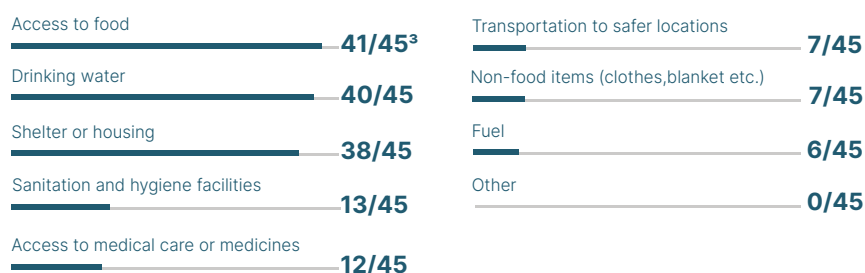 Access to food
41/45³
Drinking water
40/45
Shelter or housing
38/45
Sanitation and hygiene facilities
13/45
Access to medical care or medicines
12/45
Transportation to safer locations
7/45
Non-food items (clothes,blanket etc.)
7/45
Fuel
6/45
Other
0/45